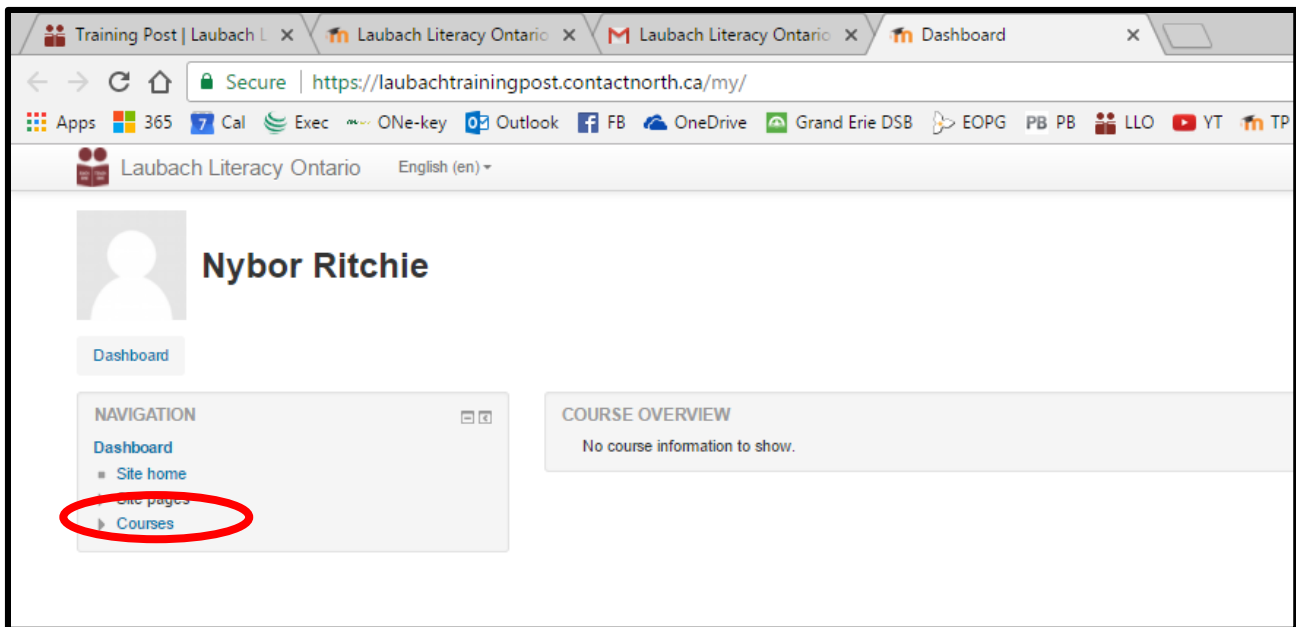 Training Post | Laubach L
Laubach Literacy Ontario
Laubach Literacy Ontario
Dashboard
Secure | https://laubachtrainingpost.contactnorth.ca/my/
Apps 365 7 Cal Exec ONe-key Outlook FB OneDrive Grand Erie DSB EOPG PB PB LLO YT TP
Laubach Literacy Ontario English (en)
Nybor Ritchie
Dashboard
NAVIGATION
Dashboard
Site home
Site pages
Courses
COURSE OVERVIEW
No course information to show.